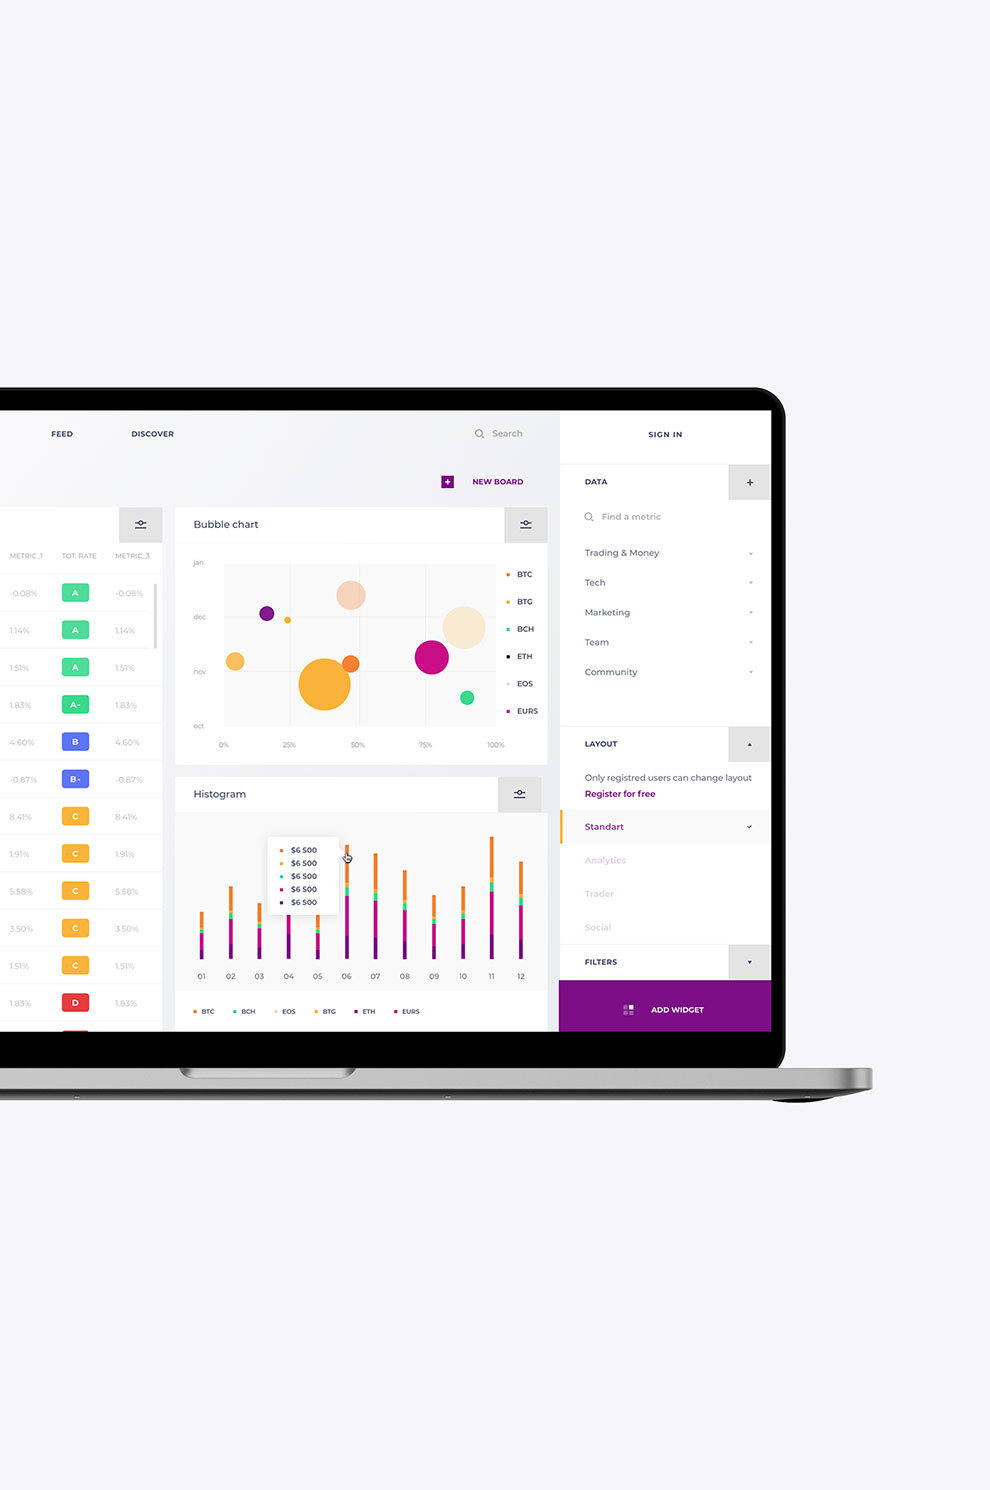 FEED
DISCOVER
Search
SIGN IN
NEW BOARD
METRIC_1 TOT. RATE METRIC_3
-0.08% A -0.08%
1.14% A 1.14%
1.51% A 1.51%
1.83% A- 1.83%
4.60% B 4.60%
-0.87% B- -0.87%
8.41% C 8.41%
1.91% C 1.91%
5.58% C 5.58%
3.50% C 3.50%
1.51% C 1.51%
1.83% D 1.83%
Bubble chart
jan
dec
nov
oct
0% 25% 50% 75% 100%
BTC
BTG
BCH
ETH
EOS
EURS
Histogram
$6 500
$6 500
$6 500
$6 500
$6 500
01 02 03 04 05 06 07 08 09 10 11 12
BTC BCH EOS BTG ETH EURS
DATA
Find a metric
Trading & Money
Tech
Marketing
Team
Community
LAYOUT
Only registred users can change layout
Register for free
Standart
Analytics
Trader
Social
FILTERS
ADD WIDGET